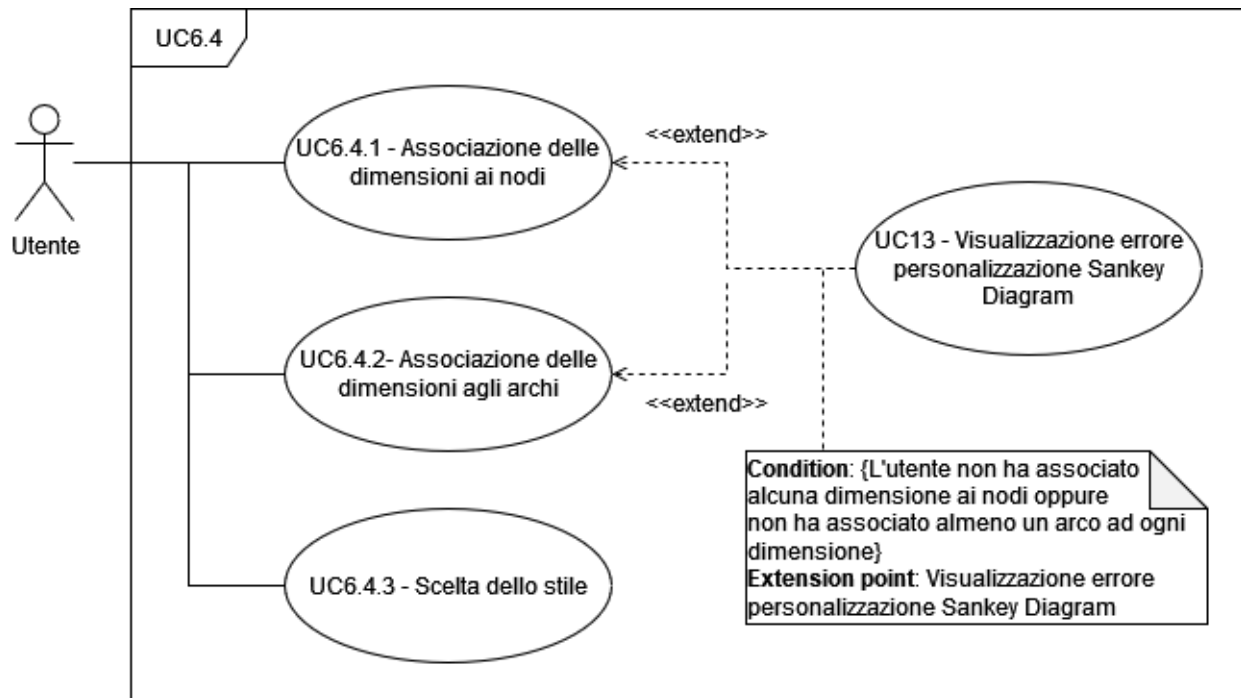 UC6.4
Utente
UC6.4.1 - Associazione delle
dimensioni ai nodi
<<extend>>
UC13 - Visualizzazione errore
personalizzazione Sankey
Diagram
UC6.4.2- Associazione delle
dimensioni agli archi
<<extend>>
Condition: {L'utente non ha associato
alcuna dimensione ai nodi oppure
non ha associato almeno un arco ad ogni
dimensione}
Extension point: Visualizzazione errore
personalizzazione Sankey Diagram
UC6.4.3 - Scelta dello stile